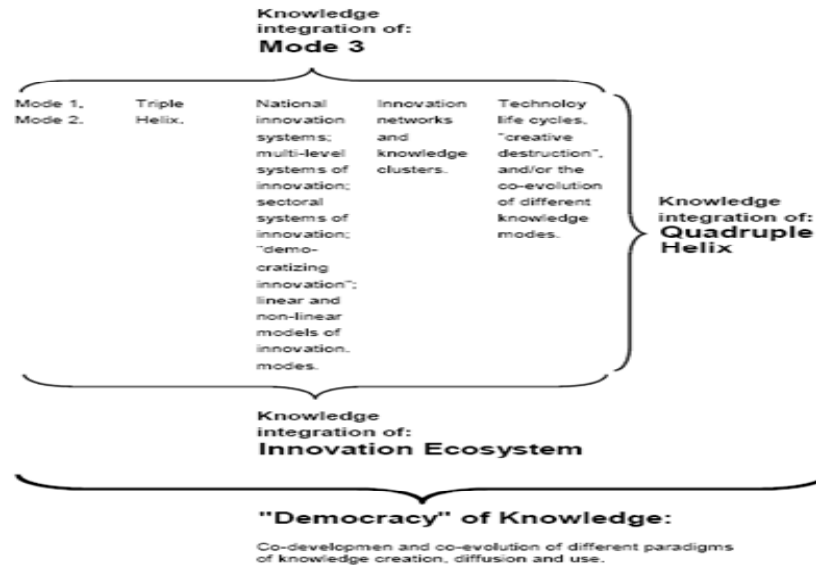 Knowledge
integration of:
Mode 3
Mode 1,
Mode 2.
Triple
Helix.
National
innovation
systems;
multi-level
systems of
innovation;
sectoral
systems of
innovation;
"demo-
cratizing
innovation";
linear and
non-linear
models of
innovation.
modes.
Innovation
networks
and
knowledge
clusters.
Technoloy
life cycles,
"creative
destruction",
and/or the
co-evolution
of different
knowledge
modes.
Knowledge
integration of:
Quadruple
Helix
Knowledge
integration of:
Innovation Ecosystem
"Democracy" of Knowledge:
Co-developmen and co-evolution of different paradigms
of knowledge creation, diffusion and use.